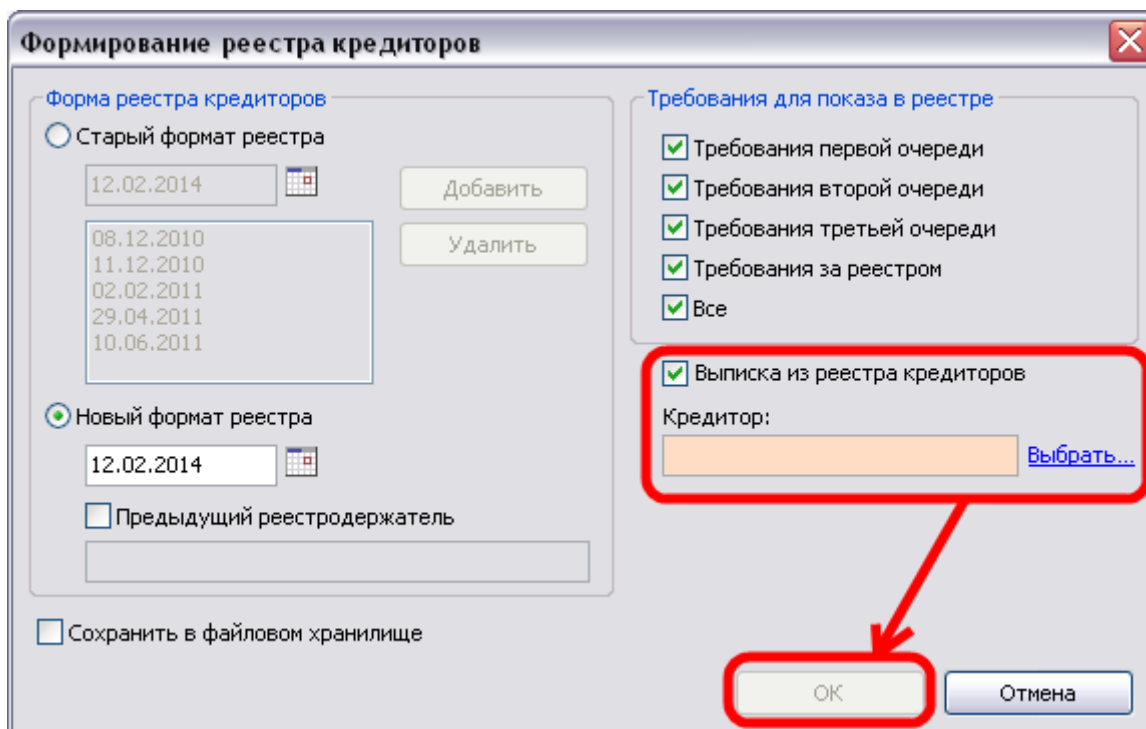 Формирование реестра кредиторов
Форма реестра кредиторов
Старый формат реестра
12.02.2014
Добавить
08.12.2010
11.12.2010
02.02.2011
29.04.2011
10.06.2011
Удалить
Новый формат реестра
12.02.2014
Предыдущий реестродержатель
Сохранить в файловом хранилище
Требования для показа в реестре
Требования первой очереди
Требования второй очереди
Требования третьей очереди
Требования за реестром
Все
Выписка из реестра кредиторов
Кредитор:
Выбрать...
OK
Отмена